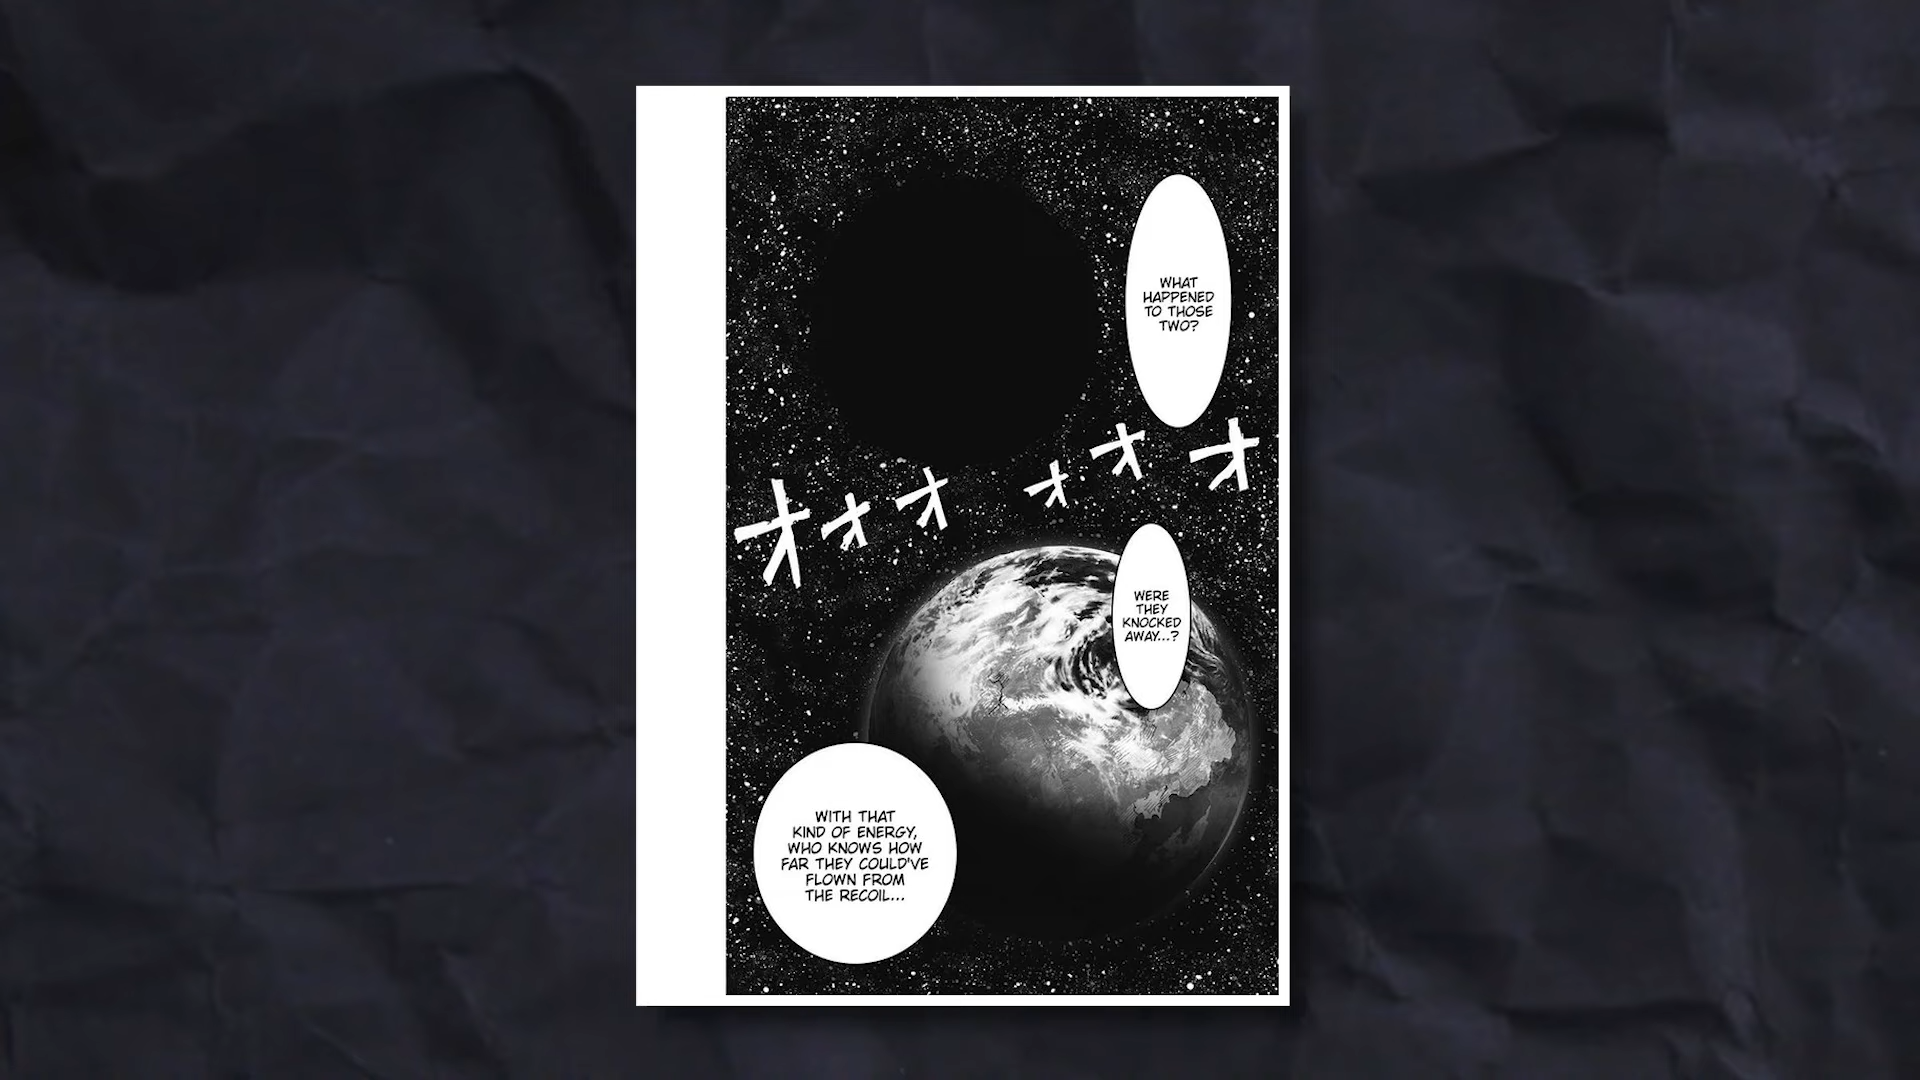 WHAT
HAPPENED
TO THOSE
TWO?
オオオオオオ
WERE
THEY
KNOCKED
AWAY...?
WITH THAT
KIND OF ENERGY,
WHO KNOWS HOW
FAR THEY COULD'VE
FLOWN FROM
THE RECOIL...